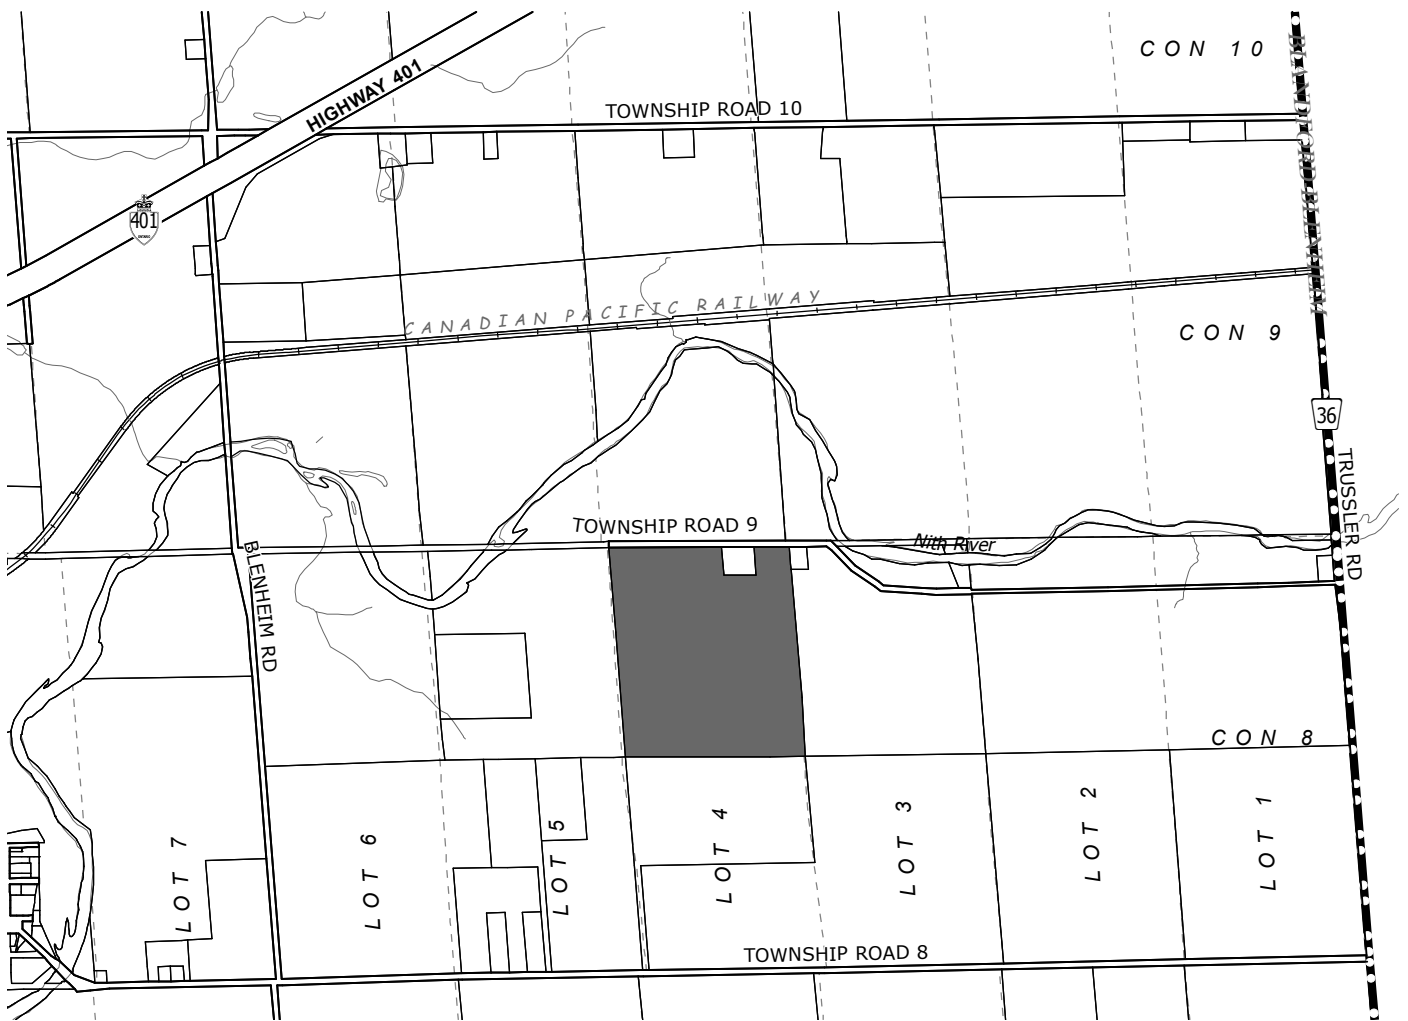 CON 10
BLANDFORD-BLENHEIM
HIGHWAY 401
TOWNSHIP ROAD 10
401
CANADIAN PACIFIC RAILWAY
CON 9
36
TRUSSLER RD
TOWNSHIP ROAD 9
Nith River
BLENHEIM RD
CON 8
LOT 7
LOT 6
LOT 5
LOT 4
LOT 3
LOT 2
LOT 1
TOWNSHIP ROAD 8